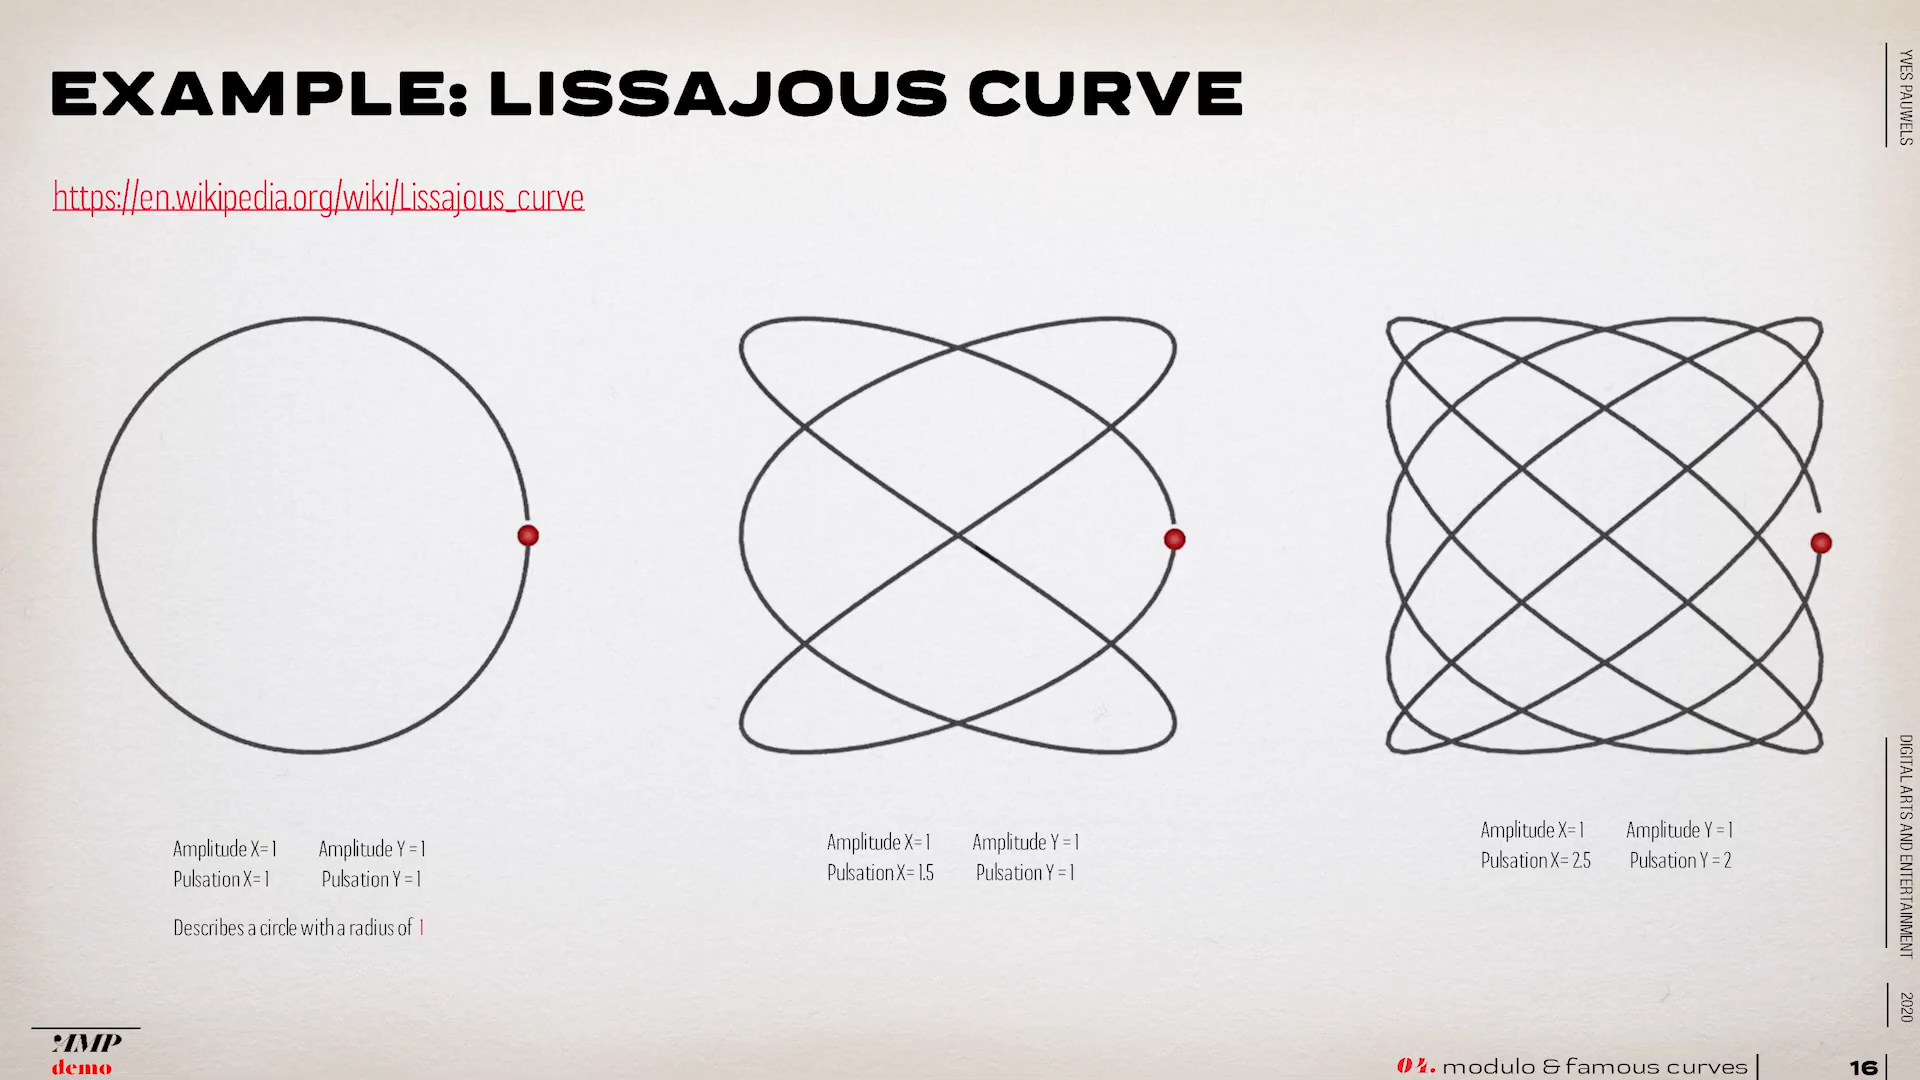 EXAMPLE: LISSAJOUS CURVE
https://en.wikipedia.org/wiki/Lissajous_curve
Amplitude X= 1 Amplitude Y = 1
Pulsation X= 1 Pulsation Y = 1
Describes a circle with a radius of 1
Amplitude X= 1 Amplitude Y = 1
Pulsation X= 1.5 Pulsation Y = 1
Amplitude X= 1 Amplitude Y = 1
Pulsation X= 2.5 Pulsation Y = 2
YVES PAUWELS
DIGITAL ARTS AND ENTERTAINMENT
2020
AMP
demo
04. modulo & famous curves
16